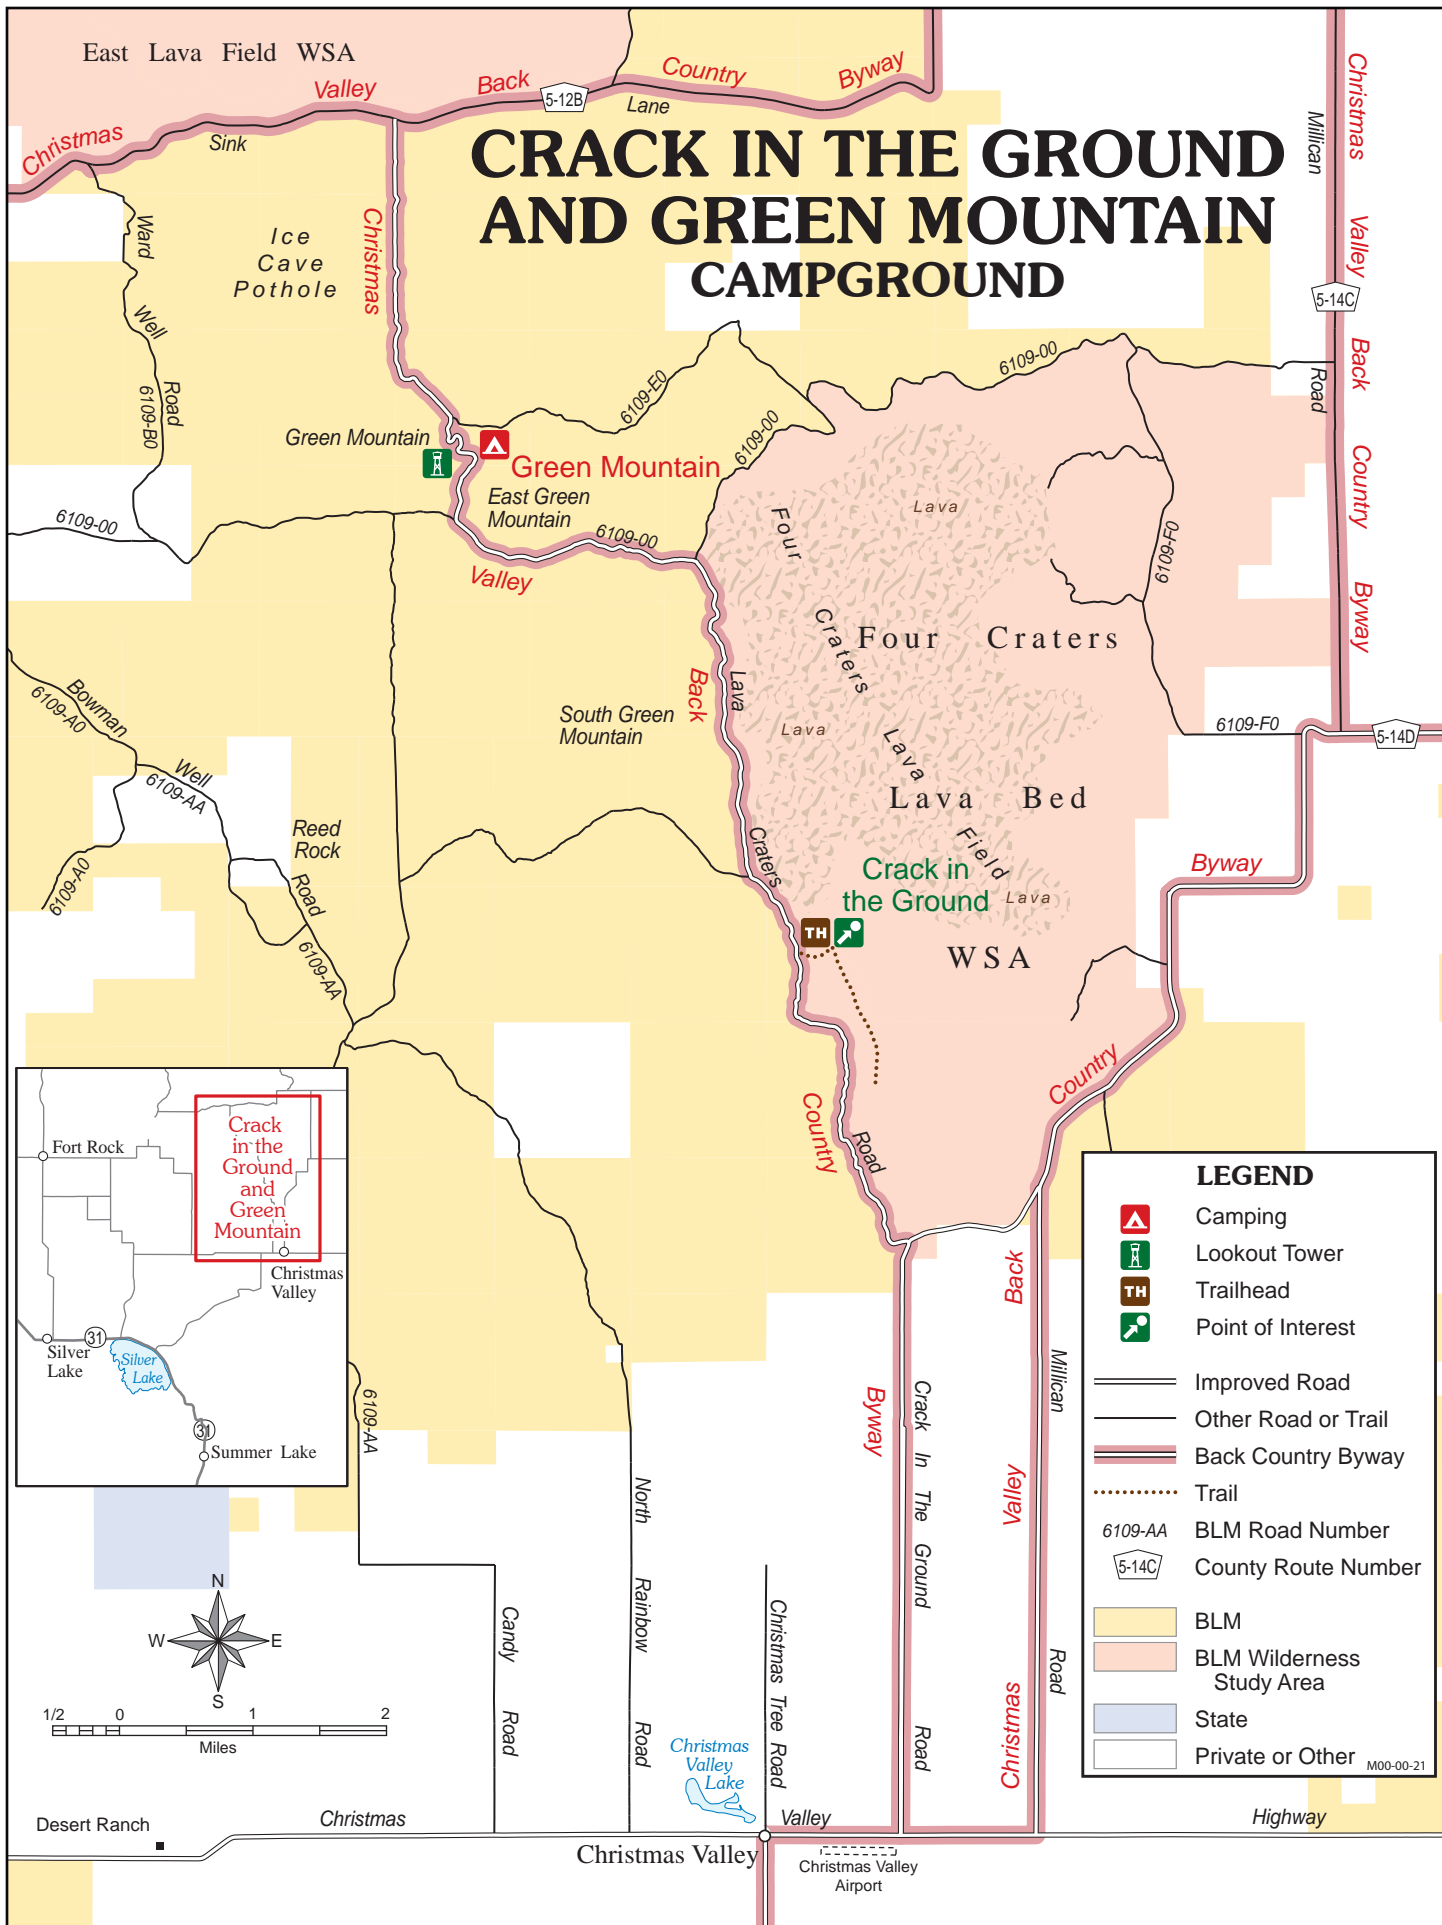 East Lava Field WSA
Christmas Valley Back Country Byway
5-12B
Sink Lane
CRACK IN THE GROUND
AND GREEN MOUNTAIN
CAMPGROUND
Christmas Valley Back Country Byway
Millican Road
5-14C
Ward Well Road
6109-B0
Ice
Cave
Pothole
Christmas
6109-E0
6109-00
6109-00
Green Mountain
Green Mountain
East Green
Mountain
6109-00
6109-00
Valley
Four Craters Lava Field
Lava
6109-F0
Four Craters
Lava Bed
WSA
Bowman Well Road
6109-A0
6109-AA
6109-A0
6109-AA
Reed
Rock
South Green
Mountain
Back
Lava Craters Road
Lava
Lava
6109-F0
5-14D
Byway
Crack in
the Ground
TH
Country
Country
Crack
in the
Ground
and
Green
Mountain
Fort Rock
Christmas
Valley
31
Silver
Lake
Silver
Lake
31
Summer Lake
6109-AA
Back
Byway
Valley
Christmas
Crack In The Ground Road
Millican Road
North Rainbow Road
Candy Road
Christmas Tree Road
LEGEND
Camping
Lookout Tower
TH Trailhead
Point of Interest
Improved Road
Other Road or Trail
Back Country Byway
Trail
6109-AA BLM Road Number
5-14C County Route Number
BLM
BLM Wilderness
Study Area
State
Private or Other
M00-00-21
N
W E
S
1/2 0 1 2
Miles
Christmas
Valley
Lake
Desert Ranch
Christmas Valley Highway
Christmas Valley
Christmas Valley
Airport